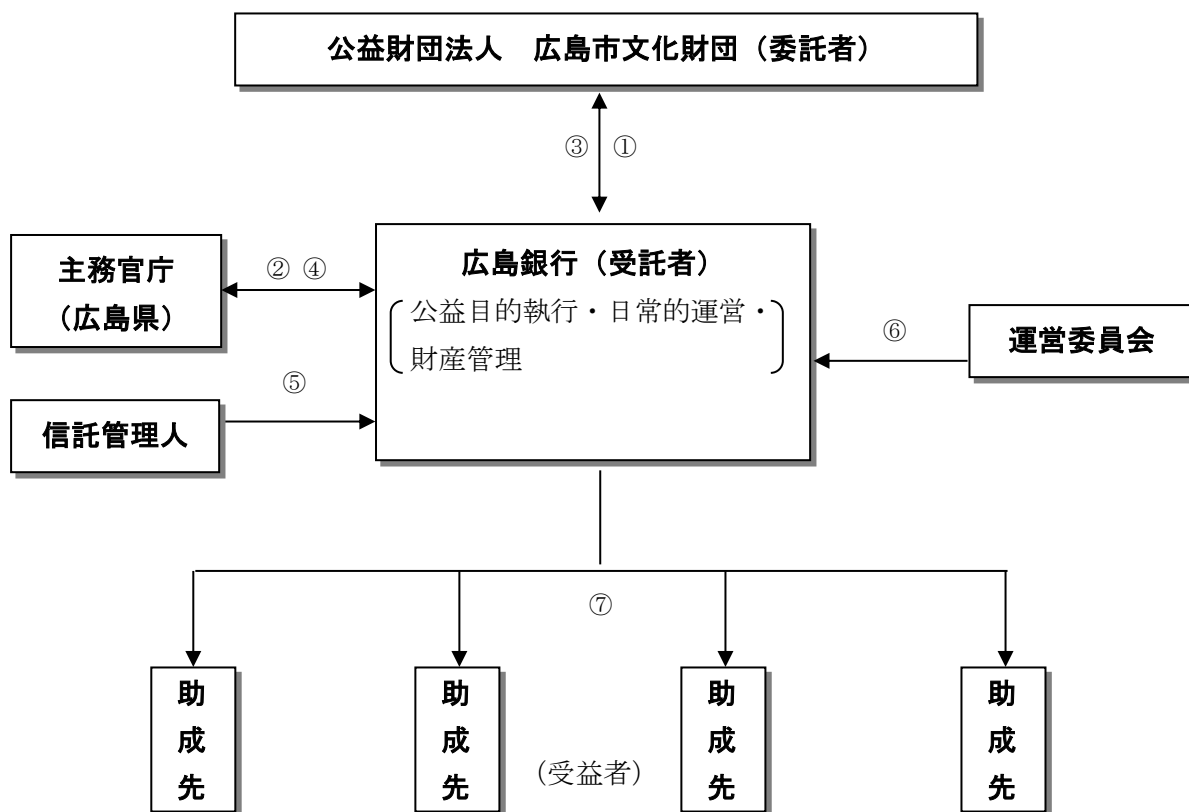 公益財団法人　広島市文化財団（委託者）
③ ①
主務官庁
（広島県）
② ④
広島銀行（受託者）
公益目的執行・日常的運営・
財産管理
⑥
運営委員会
⑤
信託管理人
⑦
助成先
助成先
（受益者）
助成先
助成先